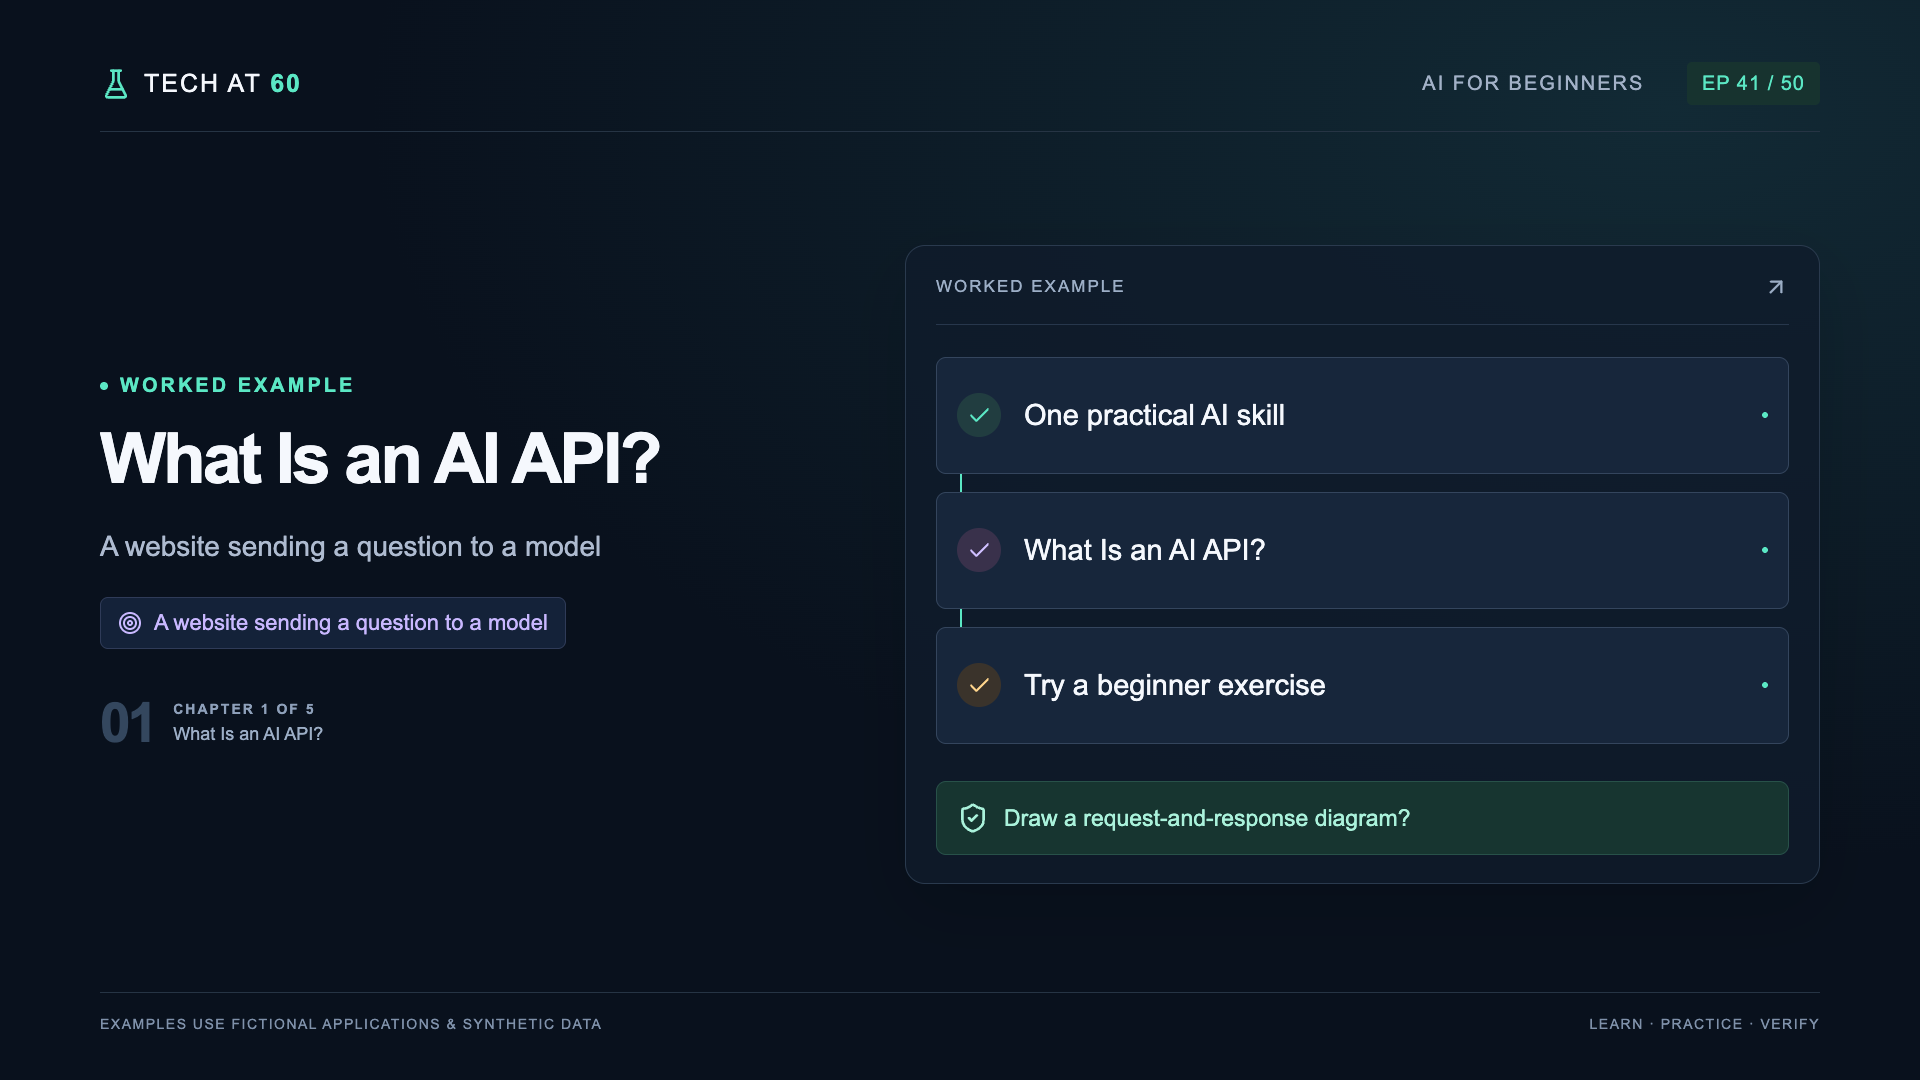 TECH AT 60
AI FOR BEGINNERS
EP 41 / 50
WORKED EXAMPLE
What Is an AI API?
A website sending a question to a model
A website sending a question to a model
01
CHAPTER 1 OF 5
What Is an AI API?
WORKED EXAMPLE
One practical AI skill
What Is an AI API?
Try a beginner exercise
Draw a request-and-response diagram?
EXAMPLES USE FICTIONAL APPLICATIONS & SYNTHETIC DATA
LEARN · PRACTICE · VERIFY